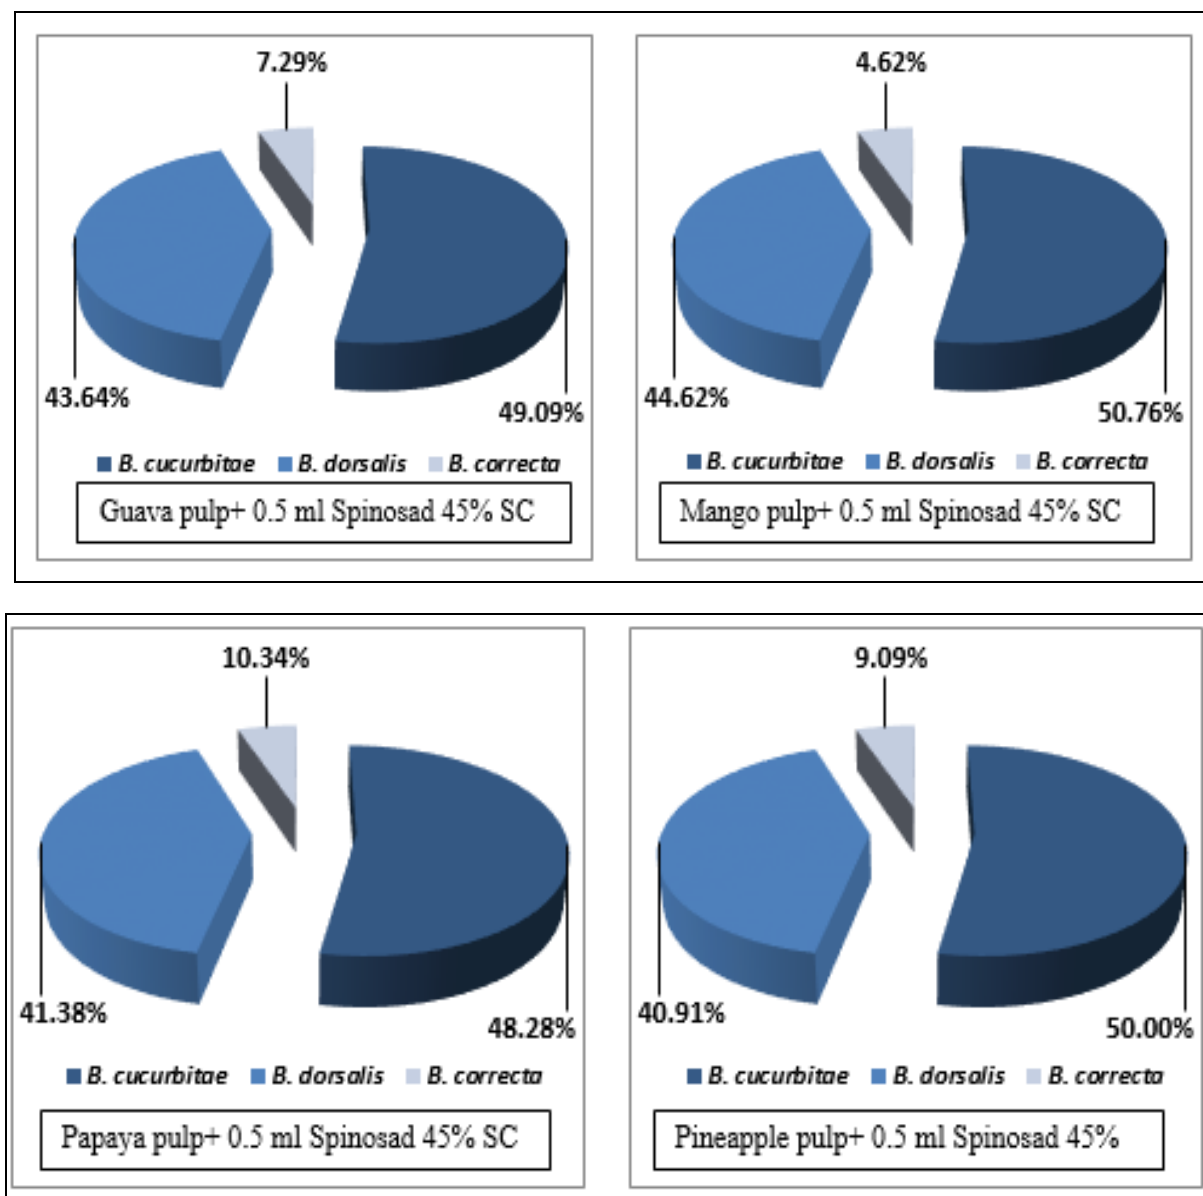 7.29%
43.64%
49.09%
B. cucurbitae B. dorsalis B. correcta
Guava pulp+ 0.5 ml Spinosad 45% SC
4.62%
44.62%
50.76%
B. cucurbitae B. dorsalis B. correcta
Mango pulp+ 0.5 ml Spinosad 45% SC
10.34%
41.38%
48.28%
B. cucurbitae B. dorsalis B. correcta
Papaya pulp+ 0.5 ml Spinosad 45% SC
9.09%
40.91%
50.00%
B. cucurbitae B. dorsalis B. correcta
Pineapple pulp+ 0.5 ml Spinosad 45%